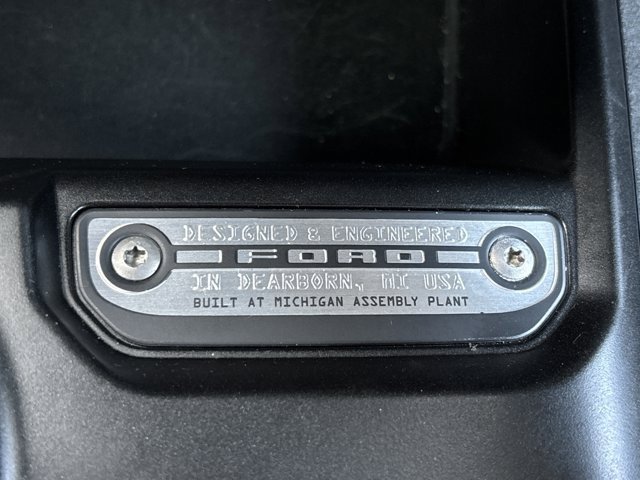 DESIGNED & ENGINEERED
FORD
IN DEARBORN, MI USA
BUILT AT MICHIGAN ASSEMBLY PLANT